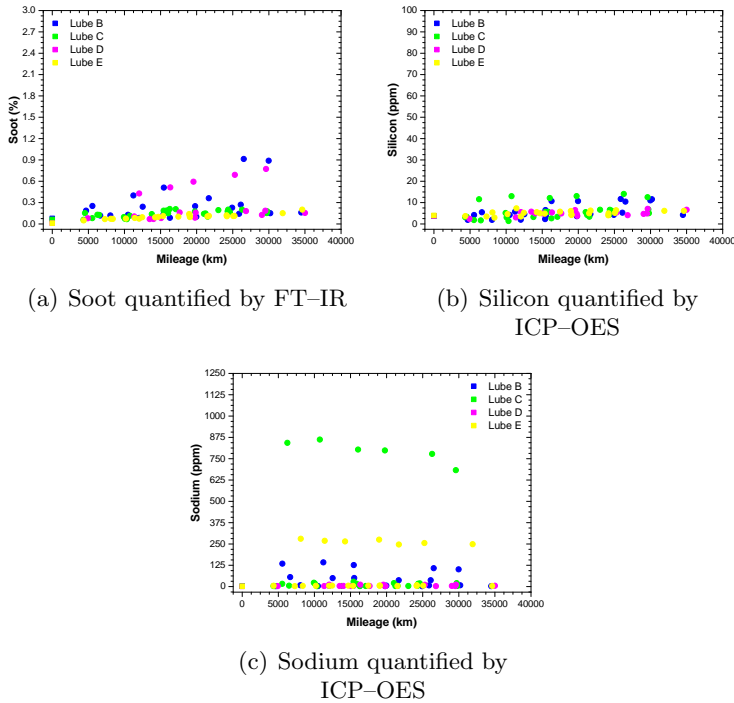 3.0
2.7
2.4
2.1
1.8
1.5
1.2
0.9
0.6
0.3
0.0
Soot (%)
Lube B
Lube C
Lube D
Lube E
0 5000 10000 15000 20000 25000 30000 35000 40000
Mileage (km)
(a) Soot quantified by FT–IR
100
90
80
70
60
50
40
30
20
10
0
Silicon (ppm)
Lube B
Lube C
Lube D
Lube E
0 5000 10000 15000 20000 25000 30000 35000 40000
Mileage (km)
(b) Silicon quantified by
ICP–OES
1250
1125
1000
875
750
625
500
375
250
125
0
Sodium (ppm)
Lube B
Lube C
Lube D
Lube E
0 5000 10000 15000 20000 25000 30000 35000 40000
Mileage (km)
(c) Sodium quantified by
ICP–OES